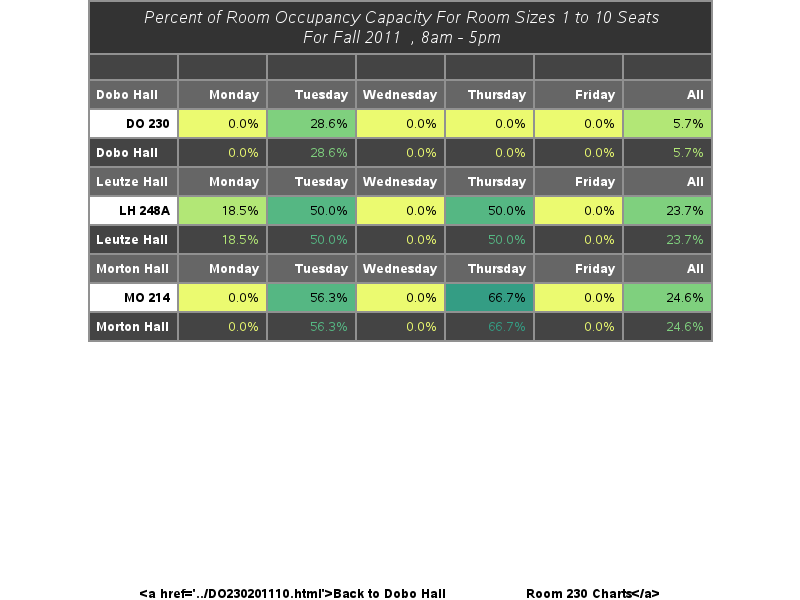 Percent of Room Occupancy Capacity For Room Sizes 1 to 10 Seats
For Fall 2011 , 8am - 5pm
Dobo Hall Monday Tuesday Wednesday Thursday Friday All
DO 230 0.0% 28.6% 0.0% 0.0% 0.0% 5.7%
Dobo Hall 0.0% 28.6% 0.0% 0.0% 0.0% 5.7%
Leutze Hall Monday Tuesday Wednesday Thursday Friday All
LH 248A 18.5% 50.0% 0.0% 50.0% 0.0% 23.7%
Leutze Hall 18.5% 50.0% 0.0% 50.0% 0.0% 23.7%
Morton Hall Monday Tuesday Wednesday Thursday Friday All
MO 214 0.0% 56.3% 0.0% 66.7% 0.0% 24.6%
Morton Hall 0.0% 56.3% 0.0% 66.7% 0.0% 24.6%
<a href='../DO230201110.html'>Back to Dobo Hall Room 230 Charts</a>